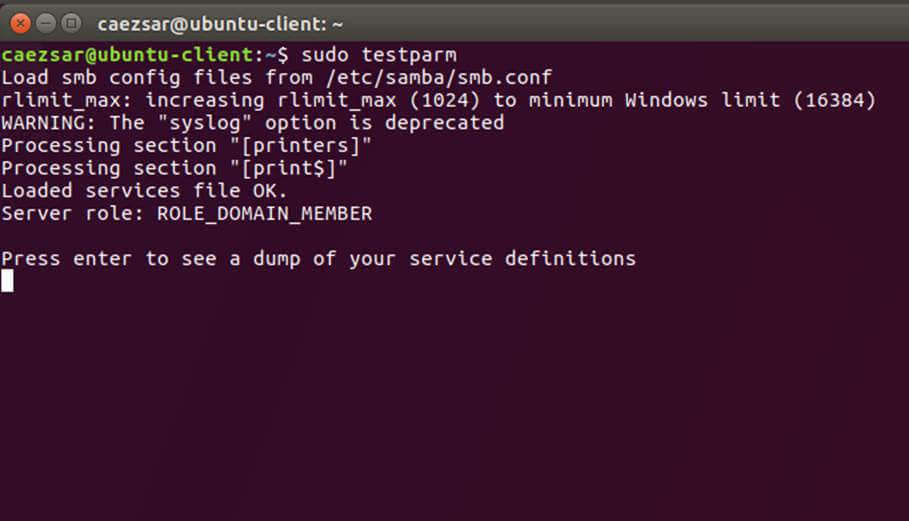 caezsar@ubuntu-client: ~
caezsar@ubuntu-client:~$ sudo testparm
Load smb config files from /etc/samba/smb.conf
rlimit_max: increasing rlimit_max (1024) to minimum Windows limit (16384)
WARNING: The "syslog" option is deprecated
Processing section "[printers]"
Processing section "[print$]"
Loaded services file OK.
Server role: ROLE_DOMAIN_MEMBER
Press enter to see a dump of your service definitions